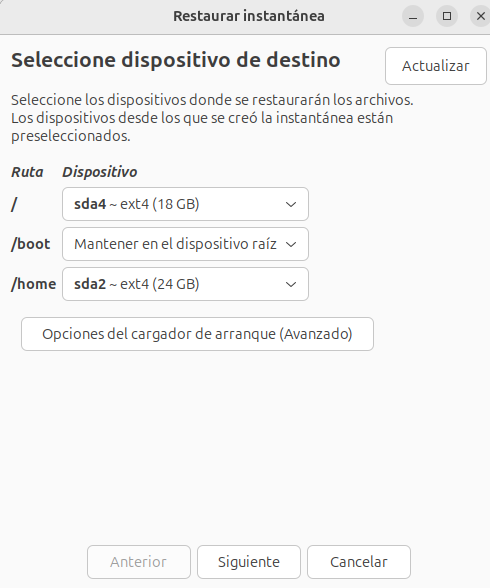 Restaurar instantánea
Seleccione dispositivo de destino
Actualizar
Seleccione los dispositivos donde se restaurarán los archivos.
Los dispositivos desde los que se creó la instantánea están
preseleccionados.
Ruta Dispositivo
/ sda4 ~ ext4 (18 GB)
/boot Mantener en el dispositivo raíz
/home sda2 ~ ext4 (24 GB)
Opciones del cargador de arranque (Avanzado)
Anterior Siguiente Cancelar